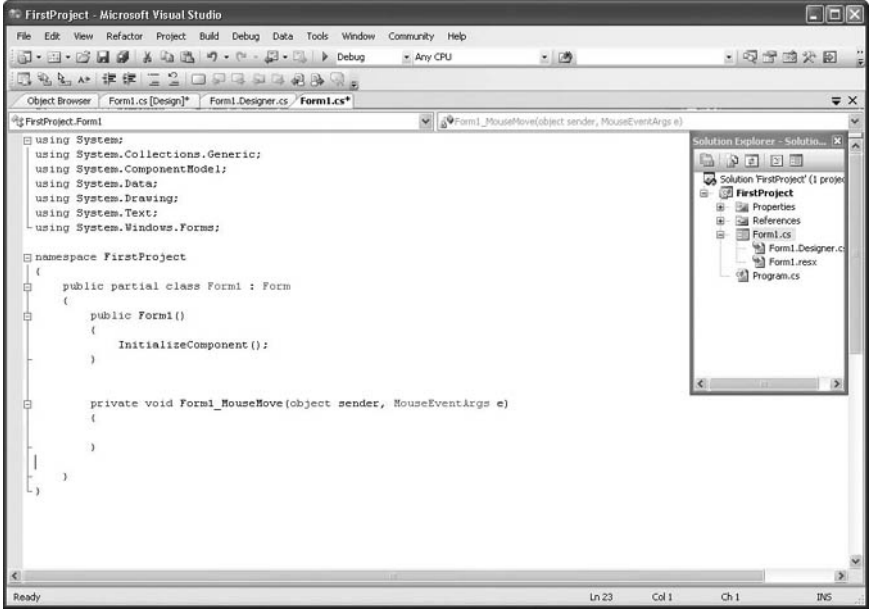 FirstProject - Microsoft Visual Studio
File Edit View Refactor Project Build Debug Data Tools Window Community Help
Debug Any CPU
Object Browser Form1.cs [Design]* Form1.Designer.cs Form1.cs*
FirstProject.Form1 Form1_MouseMove(object sender, MouseEventArgs e)
using System;
using System.Collections.Generic;
using System.ComponentModel;
using System.Data;
using System.Drawing;
using System.Text;
using System.Windows.Forms;
namespace FirstProject
{
public partial class Form1 : Form
{
public Form1()
{
InitializeComponent();
}
private void Form1_MouseMove(object sender, MouseEventArgs e)
{
}
}
}
Solution Explorer - Solutio...
Solution 'FirstProject' (1 projec
FirstProject
Properties
References
Form1.cs
Form1.Designer.c
Form1.resx
Program.cs
Ready Ln 23 Col 1 Ch 1 INS